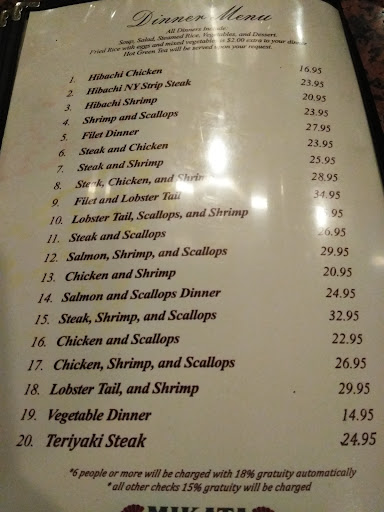 Dinner Menu
All Dinners Include
Soup, Salad, Steamed Rice, Vegetables, and Dessert.
Fried Rice with eggs and mixed vegetables is $2.00 extra to your dinner
Hot Green Tea will be served upon your request.
1. Hibachi Chicken 16.95
2. Hibachi NY Strip Steak 23.95
3. Hibachi Shrimp 20.95
4. Shrimp and Scallops 23.95
5. Filet Dinner 27.95
6. Steak and Chicken 23.95
7. Steak and Shrimp 25.95
8. Steak, Chicken, and Shrimp 28.95
9. Filet and Lobster Tail 34.95
10. Lobster Tail, Scallops, and Shrimp .95
11. Steak and Scallops 26.95
12. Salmon, Shrimp, and Scallops 29.95
13. Chicken and Shrimp 20.95
14. Salmon and Scallops Dinner 24.95
15. Steak, Shrimp, and Scallops 32.95
16. Chicken and Scallops 22.95
17. Chicken, Shrimp, and Scallops 26.95
18. Lobster Tail, and Shrimp 29.95
19. Vegetable Dinner 14.95
20. Teriyaki Steak 24.95
*6 people or more will be charged with 18% gratuity automatically
* all other checks 15% gratuity will be charged
MIKATA